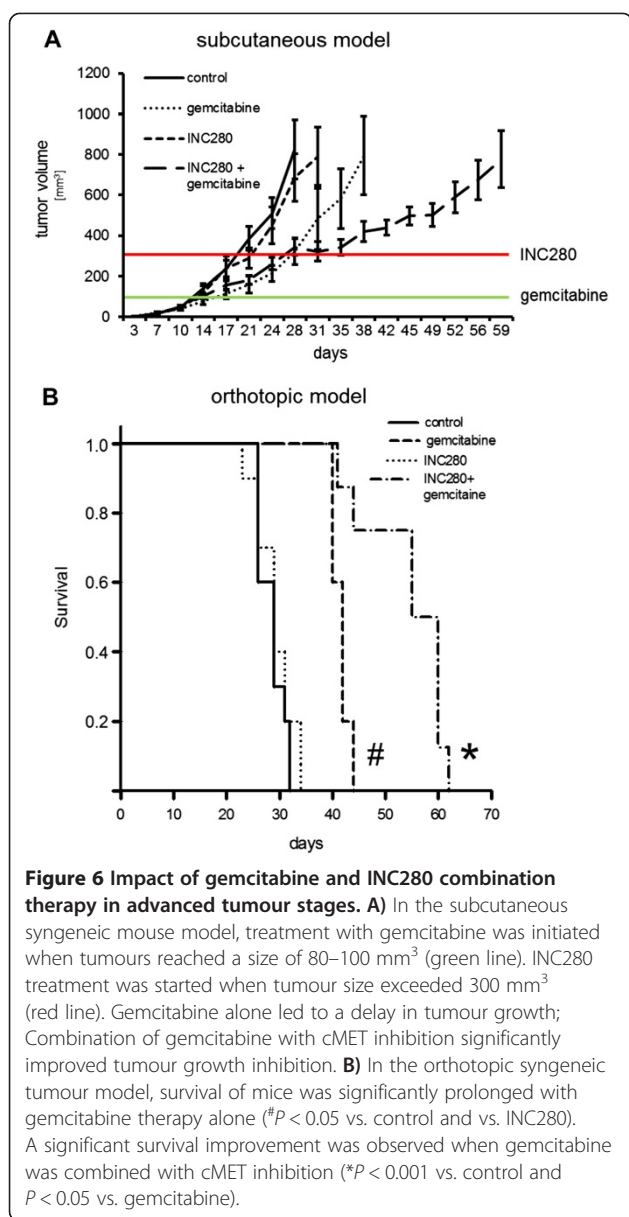 A
subcutaneous model
1200
1000
800
600
400
200
0
tumor volume
[mm³]
control
gemcitabine
INC280
INC280 +
gemcitabine
INC280
gemcitabine
3 7 10 14 17 21 24 28 31 35 38 42 45 49 52 56 59
days
B
orthotopic model
control
gemcitabine
INC280
INC280+
gemcitaine
1.0
0.8
0.6
0.4
0.2
Survival
#
*
0 10 20 30 40 50 60 70
days
Figure 6 Impact of gemcitabine and INC280 combination
therapy in advanced tumour stages. A) In the subcutaneous
syngeneic mouse model, treatment with gemcitabine was initiated
when tumours reached a size of 80–100 mm³ (green line). INC280
treatment was started when tumour size exceeded 300 mm³
(red line). Gemcitabine alone led to a delay in tumour growth;
Combination of gemcitabine with cMET inhibition significantly
improved tumour growth inhibition. B) In the orthotopic syngeneic
tumour model, survival of mice was significantly prolonged with
gemcitabine therapy alone (#P < 0.05 vs. control and vs. INC280).
A significant survival improvement was observed when gemcitabine
was combined with cMET inhibition (*P < 0.001 vs. control and
P < 0.05 vs. gemcitabine).